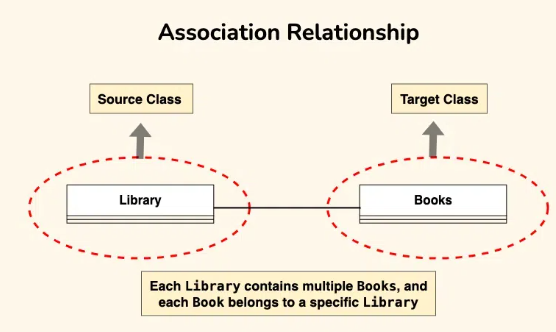 Association Relationship
Source Class
Target Class
Library
Books
Each Library contains multiple Books, and
each Book belongs to a specific Library